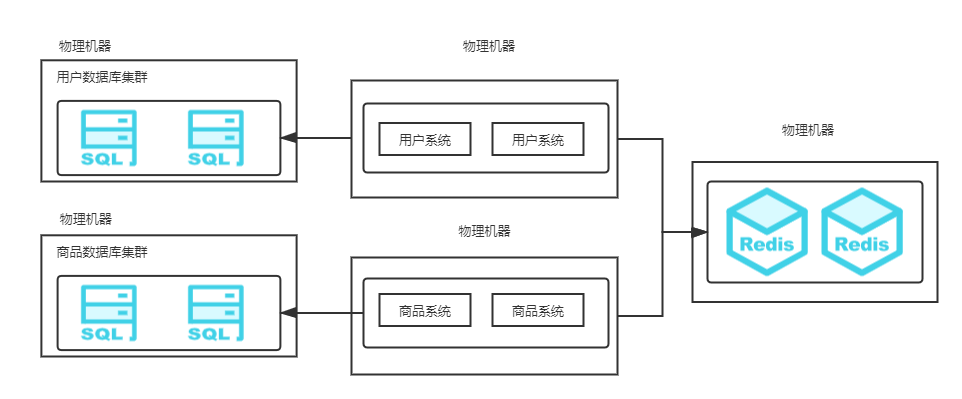 物理机器
用户数据库集群
SQL
SQL
物理机器
用户系统
用户系统
物理机器
Redis
Redis
物理机器
商品数据库集群
SQL
SQL
物理机器
商品系统
商品系统